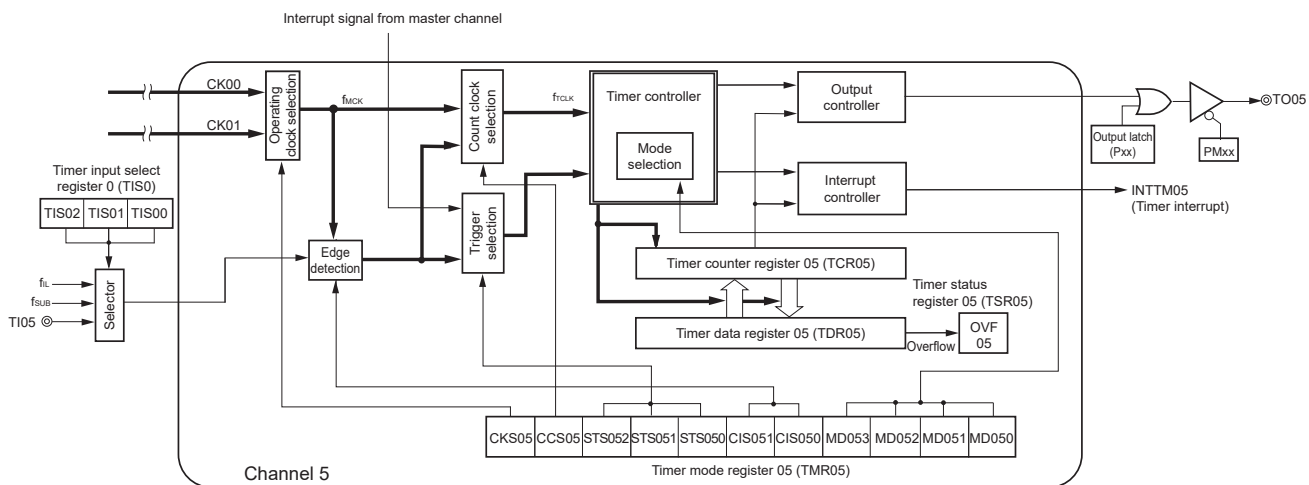 Interrupt signal from master channel
CK00
CK01
Operating
clock selection
fMCK
Count clock
selection
fTCLK
Timer controller
Mode
selection
Output
controller
Output latch
(Pxx)
PMxx
TO05
Interrupt
controller
INTTM05
(Timer interrupt)
Timer input select
register 0 (TIS0)
TIS02 TIS01 TIS00
Trigger
selection
Edge
detection
fIL
fSUB
TI05
Selector
Timer counter register 05 (TCR05)
Timer status
register 05 (TSR05)
Timer data register 05 (TDR05)
Overflow
OVF
05
CKS05 CCS05 STS052 STS051 STS050 CIS051 CIS050 MD053 MD052 MD051 MD050
Channel 5
Timer mode register 05 (TMR05)